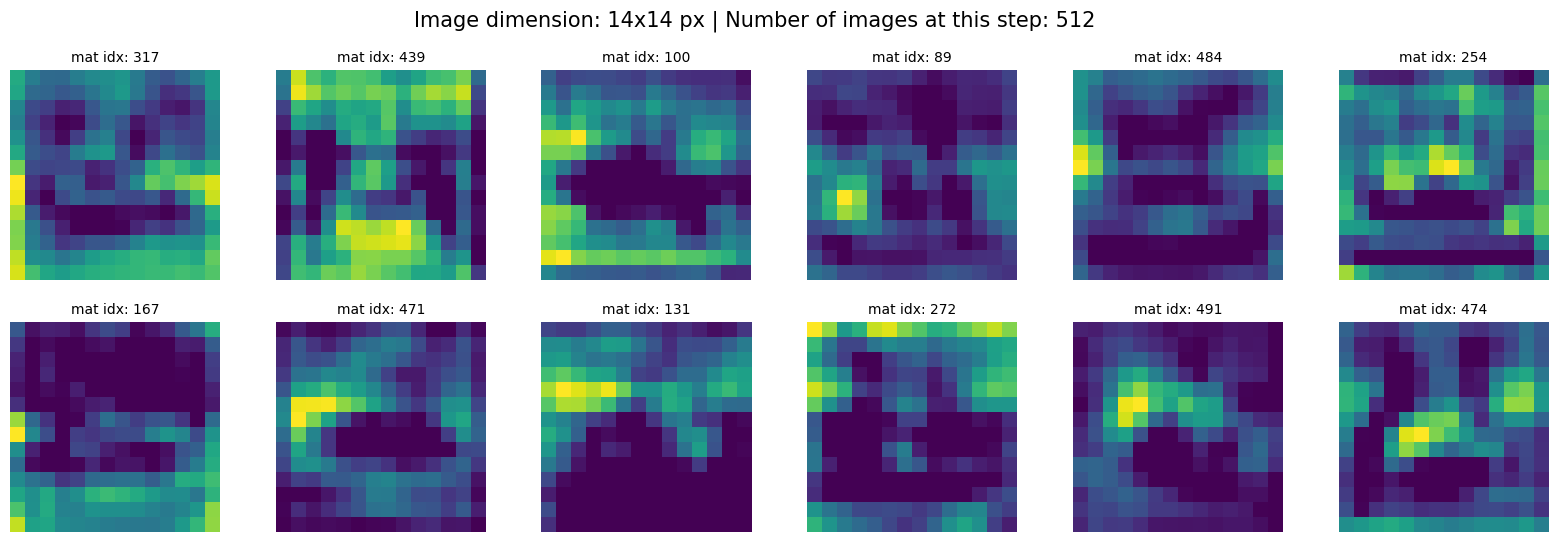 Image dimension: 14x14 px | Number of images at this step: 512
mat idx: 317
mat idx: 439
mat idx: 100
mat idx: 89
mat idx: 484
mat idx: 254
mat idx: 167
mat idx: 471
mat idx: 131
mat idx: 272
mat idx: 491
mat idx: 474